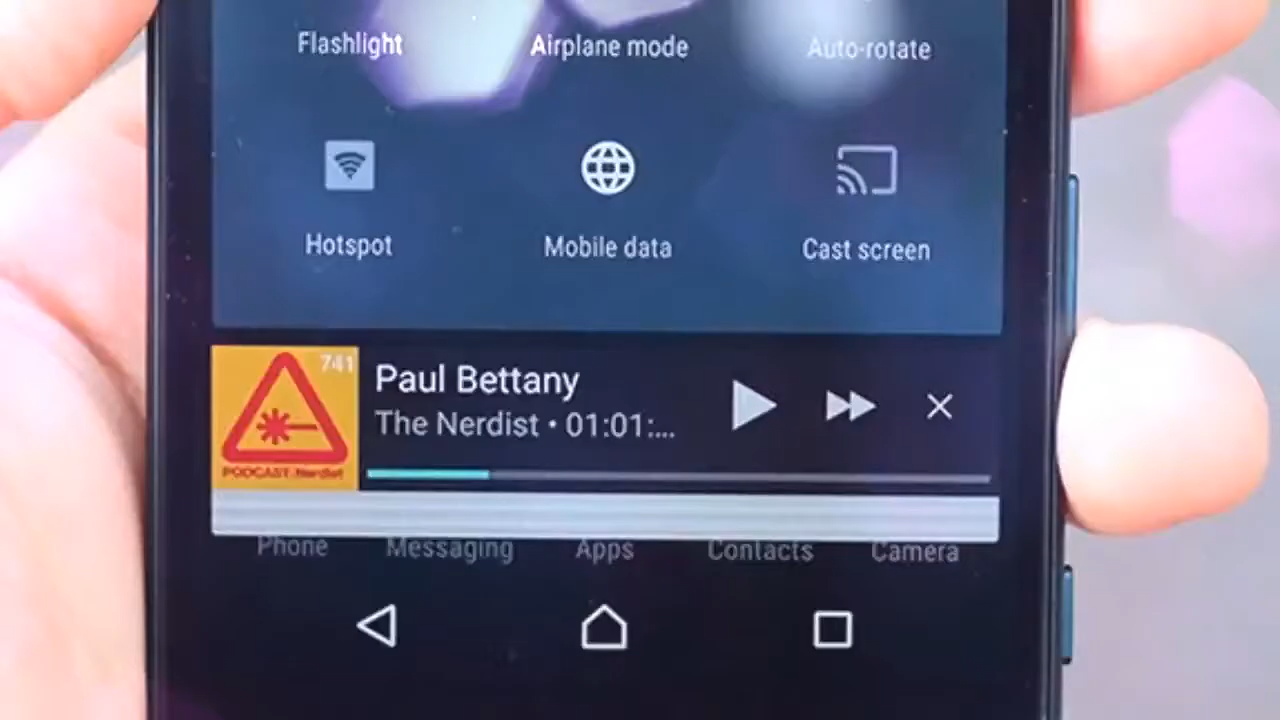 Flashlight Airplane mode Auto-rotate
Hotspot Mobile data Cast screen
741
PODCAST Nerdist
Paul Bettany
The Nerdist • 01:01:...
Phone Messaging Apps Contacts Camera